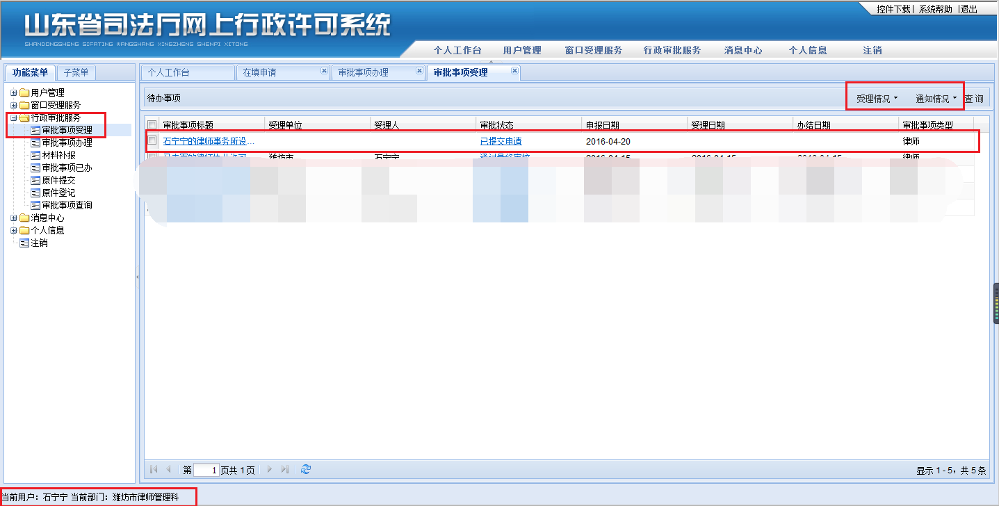 控件下载| 系统帮助 |退出
山东省司法厅网上行政许可系统
SHANDONGSHENG SIFATING WANGSHANG XINGZHENG SHENPI XITONG
个人工作台 用户管理 窗口受理服务 行政审批服务 消息中心 个人信息 注销
功能菜单 子菜单
个人工作台 在填申请 审批事项办理 审批事项受理
用户管理
窗口受理服务
行政审批服务
审批事项受理
审批事项办理
材料补报
审批事项已办
原件提交
原件登记
审批事项查询
消息中心
个人信息
注销
待办事项 受理情况 通知情况 查询
审批事项标题 受理单位 受理人 审批状态 申报日期 受理日期 办结日期 审批事项类型
石宁宁的律师事务所设... 已提交申请 2016-04-20 律师
潍坊市 石宁宁 通过最终审核 2016-04-15 2016-04-15 2016-04-15 律师
第 1 页共 1 页
显示 1 - 5，共 5 条
当前用户：石宁宁 当前部门：潍坊市律师管理科